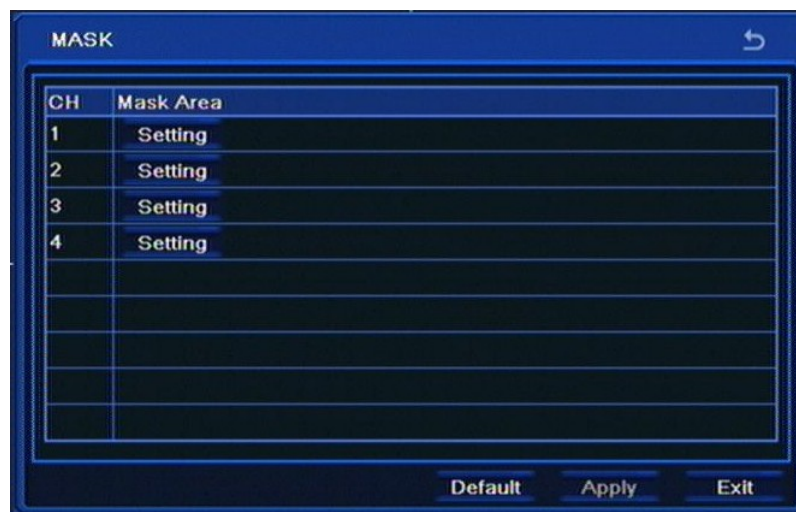 MASK
CH Mask Area
1 Setting
2 Setting
3 Setting
4 Setting
Default Apply Exit